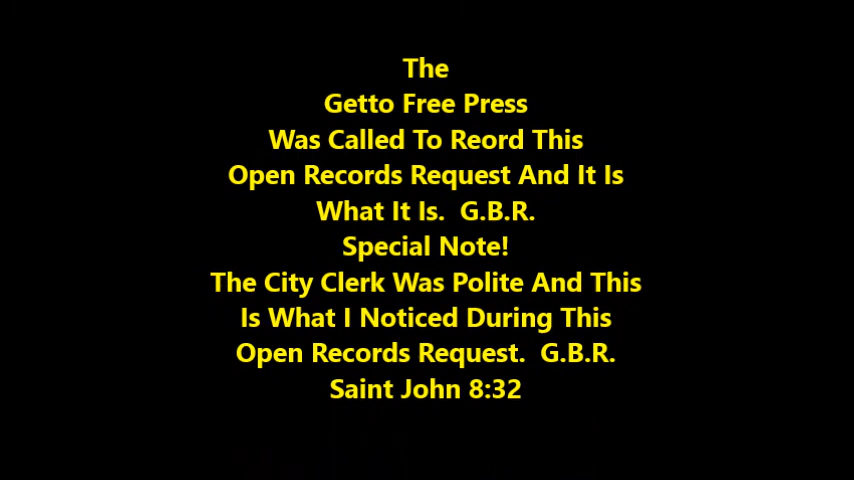 The
Getto Free Press
Was Called To Reord This
Open Records Request And It Is
What It Is.  G.B.R.
Special Note!
The City Clerk Was Polite And This
Is What I Noticed During This
Open Records Request.  G.B.R.
Saint John 8:32